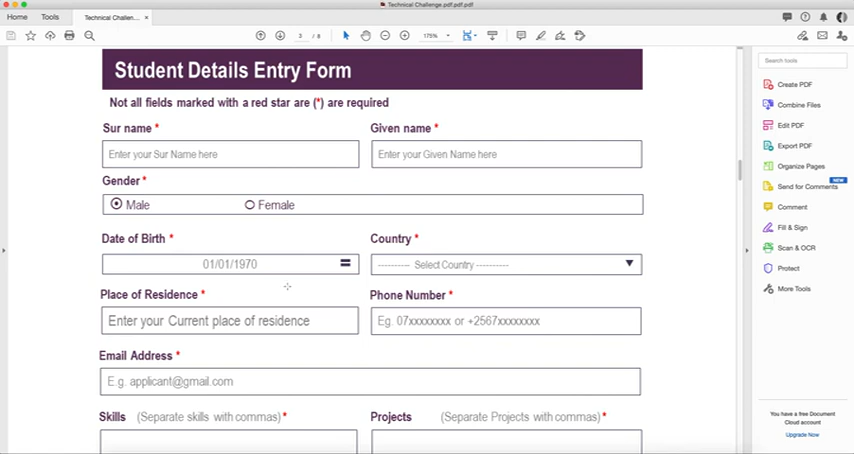 Technical Challenge.pdf.pdf.pdf
Home Tools Technical Challen... ×
3 / 8 175%
Student Details Entry Form
Not all fields marked with a red star are (*) are required
Sur name * Given name *
Enter your Sur Name here Enter your Given Name here
Gender *
Male Female
Date of Birth * Country *
01/01/1970 ---------- Select Country ----------
Place of Residence * Phone Number *
Enter your Current place of residence Eg. 07xxxxxxxx or +2567xxxxxxxx
Email Address *
E.g. applicant@gmail.com
Skills (Separate skills with commas)* Projects (Separate Projects with commas)*
Search tools
Create PDF
Combine Files
Edit PDF
Export PDF
Organize Pages
NEW
Send for Comments
Comment
Fill & Sign
Scan & OCR
Protect
More Tools
You have a free Document
Cloud account
Upgrade Now